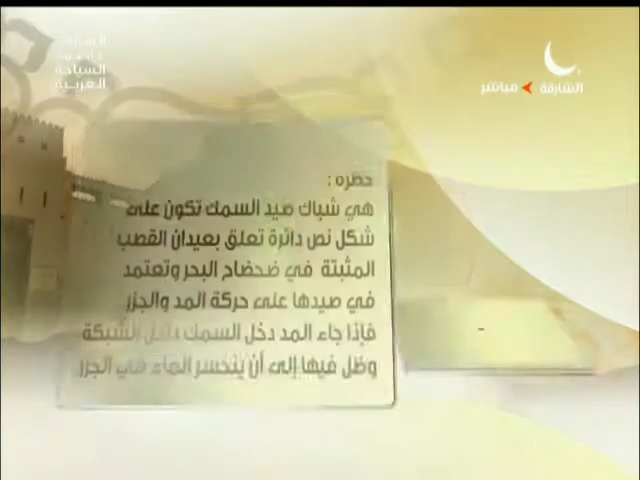 الشارقة
مباشر
السياحة
العربية
حضره :
هي شباك صيد السمك تكون على
شكل نص دائرة تعلق بعيدان القصب
المثبتة في ضحضاح البحر وتعتمد
في صيدها على حركة المد والجزر
فإذا جاء المد دخل السمك داخل الشبكة
وظل فيها إلى أن ينحسر الماء في الجزر